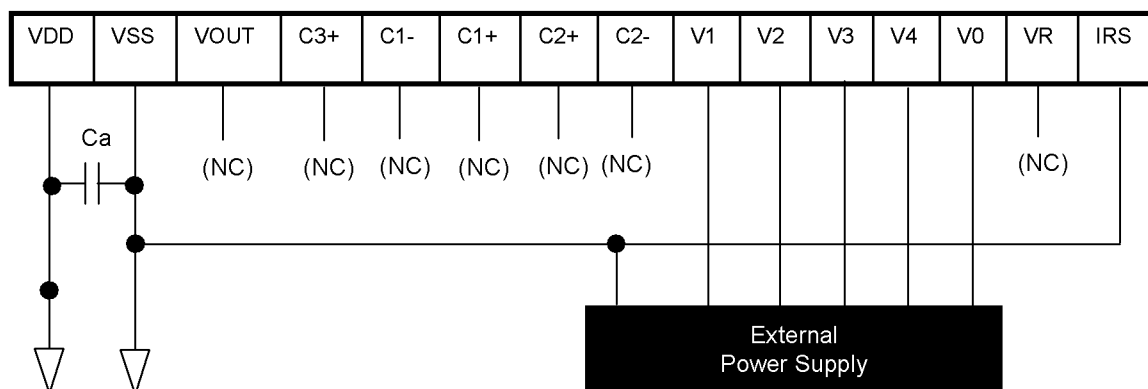 VDD VSS VOUT C3+ C1- C1+ C2+ C2- V1 V2 V3 V4 V0 VR IRS
Ca
(NC) (NC) (NC) (NC) (NC) (NC) (NC)
External
Power Supply